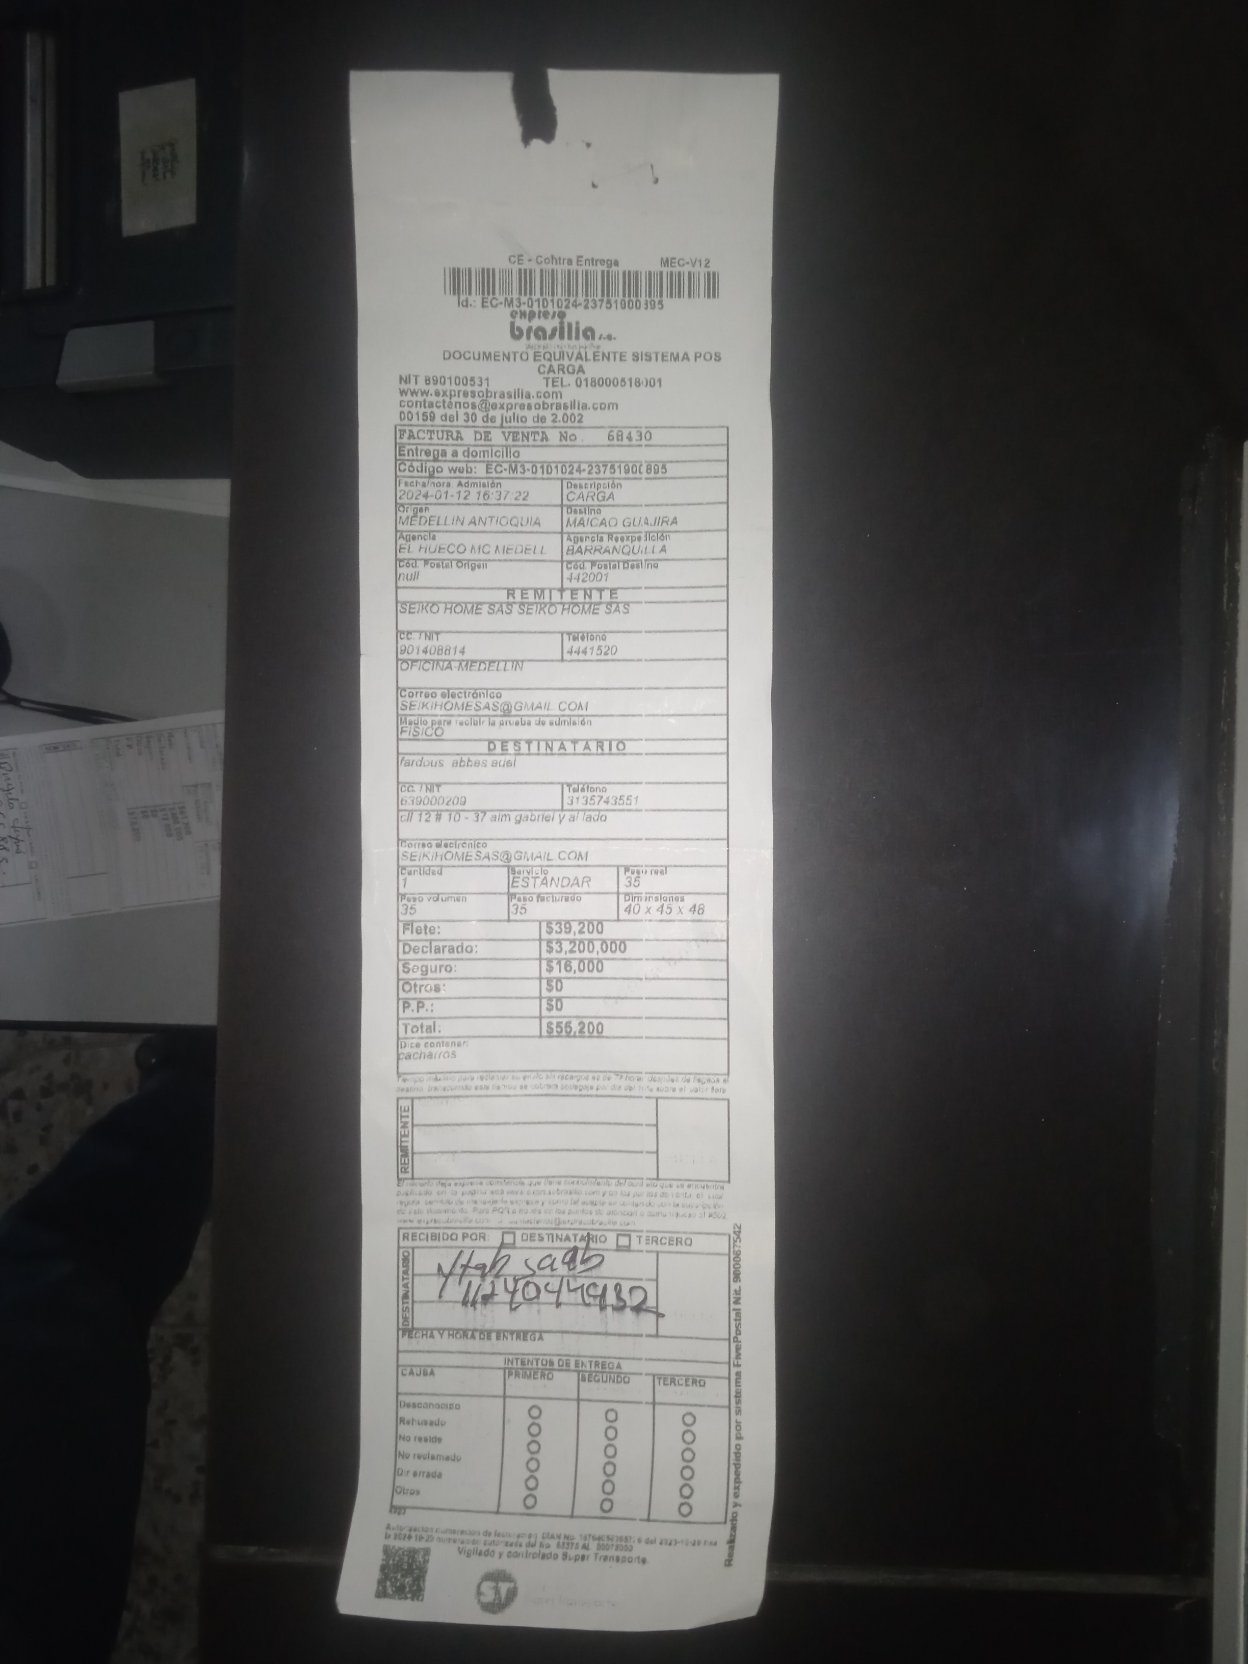 CE - Contra Entrega MEC-V12
Id.: EC-M3-0101024-23751900895
expreso
brasilia s.a.
DOCUMENTO EQUIVALENTE SISTEMA POS
CARGA
NIT 890100531 TEL. 018000518001
www.expresobrasilia.com
contactenos@expresobrasilia.com
00159 del 30 de julio de 2.002
FACTURA DE VENTA No. 68430
Entrega a domicilio
Código web: EC-M3-0101024-23751900895
Fecha/hora Admisión Descripción
2024-01-12 16:37:22 CARGA
Origen Destino
MEDELLIN ANTIOQUIA MAICAO GUAJIRA
Agencia Agencia Reexpedición
EL HUECO MC MEDELL BARRANQUILLA
Cód. Postal Origen Cód. Postal Destino
null 442001
REMITENTE
SEIKO HOME SAS SEIKO HOME SAS
CC. / NIT Teléfono
901408814 4441520
OFICINA MEDELLIN
Correo electrónico
SEIKIHOMESAS@GMAIL.COM
Medio para recibir la prueba de admisión
FISICO
DESTINATARIO
fardous abbas auel
CC. / NIT Teléfono
639000209 3135743551
cll 12 # 10 - 37 alm gabriel y al lado
Correo electrónico
SEIKIHOMESAS@GMAIL.COM
Cantidad Servicio Peso real
1 ESTANDAR 35
Peso volumen Peso facturado Dimensiones
35 35 40 x 45 x 48
Flete: $39,200
Declarado: $3,200,000
Seguro: $16,000
Otros: $0
P.P.: $0
Total: $55,200
Dice contener:
cacharros
REMITENTE
RECIBIDO POR: DESTINATARIO TERCERO
DESTINATARIO
Ytab saab
1124044932
FECHA Y HORA DE ENTREGA
INTENTOS DE ENTREGA
CAUSA PRIMERO SEGUNDO TERCERO
Desconocido
Rehusado
No reside
No reclamado
Dir errada
Otros
Vigilado y controlado Super Transporte.
ST
Realizado y expedido por sistema FivePostal Nit. 900067542